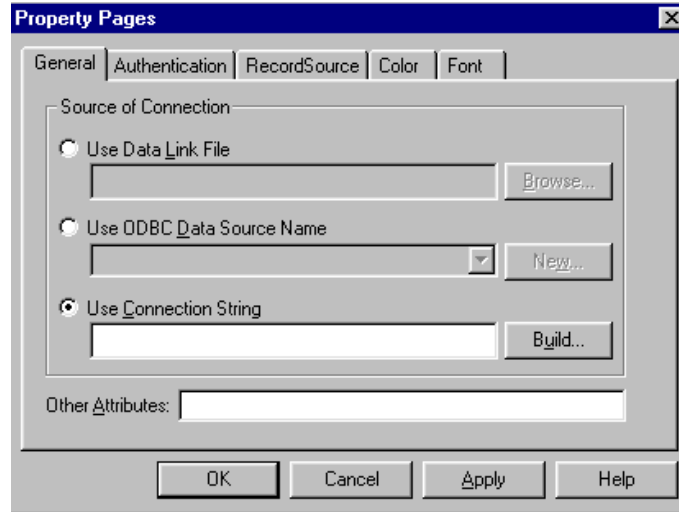 Property Pages
General Authentication RecordSource Color Font
Source of Connection
Use Data Link File
Browse...
Use ODBC Data Source Name
New...
Use Connection String
Build...
Other Attributes:
OK Cancel Apply Help